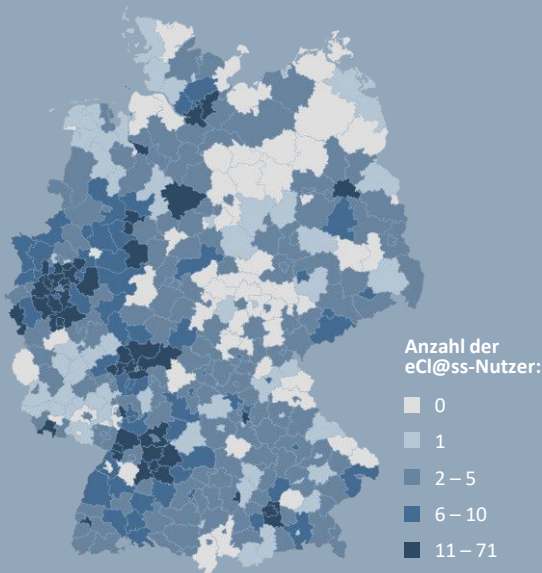 Anzahl der
eCl@ss-Nutzer:
0
1
2 – 5
6 – 10
11 – 71